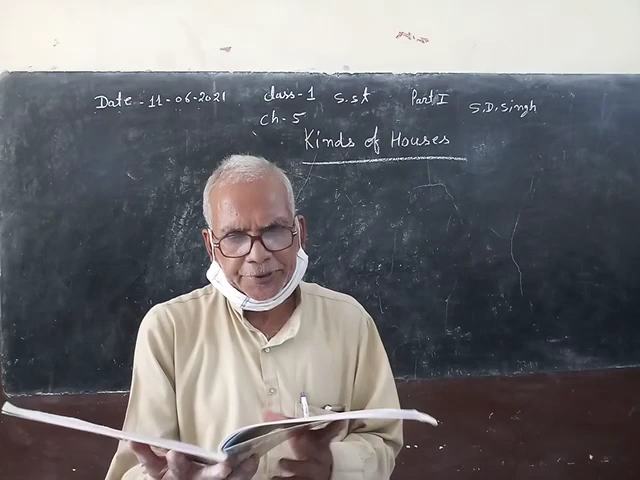 Date - 11-06-2021 class-1 S.St Part I S.D.Singh
Ch-5
Kinds of Houses